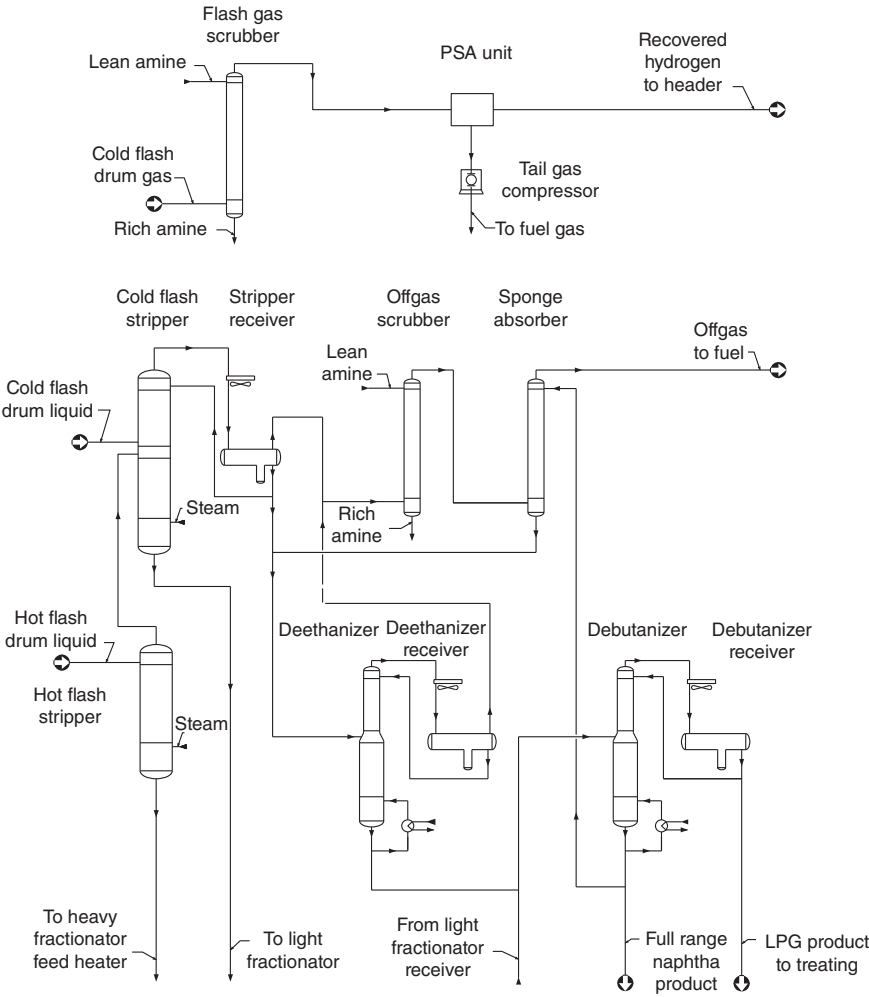 Flash gas
scrubber
Lean amine
PSA unit
Recovered
hydrogen
to header
Cold flash
drum gas
Tail gas
compressor
Rich amine
To fuel gas
Cold flash
stripper
Stripper
receiver
Offgas
scrubber
Sponge
absorber
Offgas
to fuel
Lean
amine
Cold flash
drum liquid
Steam
Rich
amine
Hot flash
drum liquid
Deethanizer
Deethanizer
receiver
Debutanizer
Debutanizer
receiver
Hot flash
stripper
Steam
To heavy
fractionator
feed heater
To light
fractionator
From light
fractionator
receiver
Full range
naphtha
product
LPG product
to treating